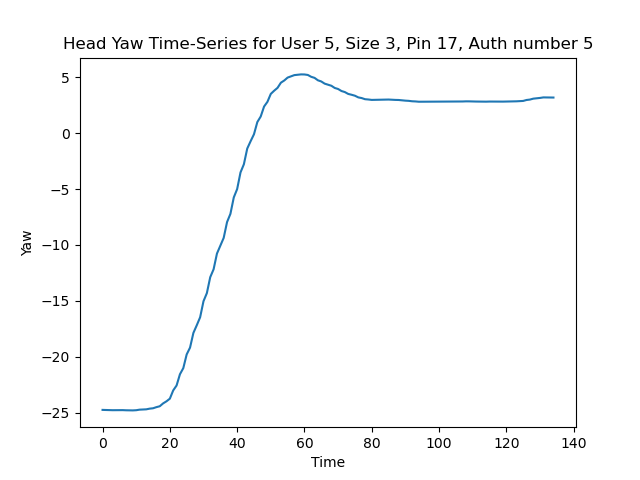 Head Yaw Time-Series for User 5, Size 3, Pin 17, Auth number 5
5
0
−5
−10
−15
−20
−25
Yaw
0 20 40 60 80 100 120 140
Time